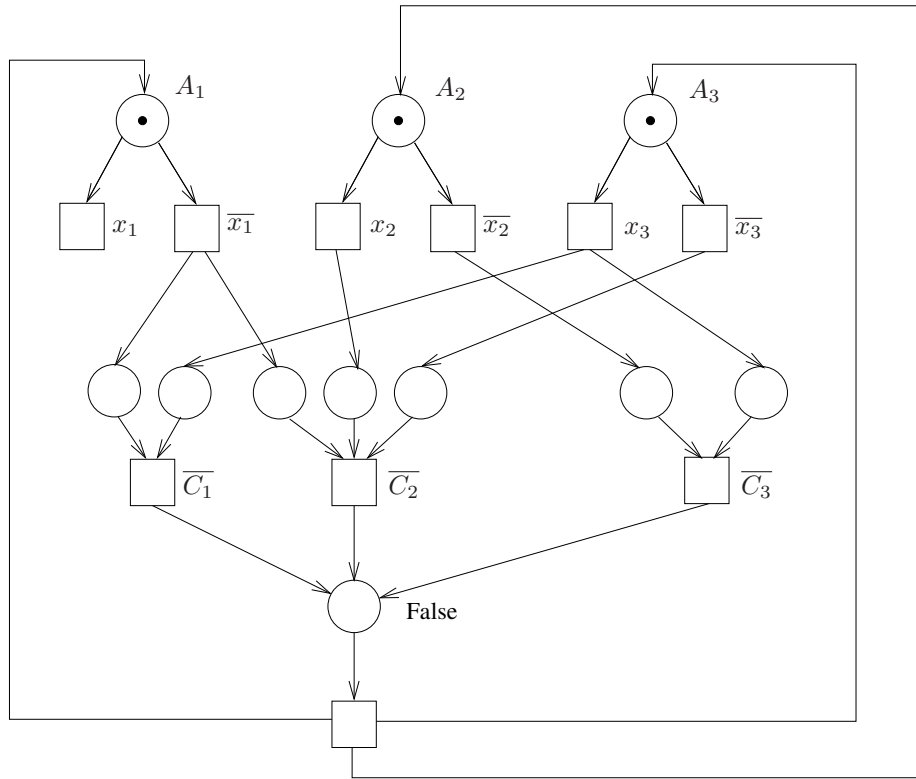 A₁ A₂ A₃
x₁ x̅₁ x₂ x̅₂ x₃ x̅₃
C̅₁ C̅₂ C̅₃
False